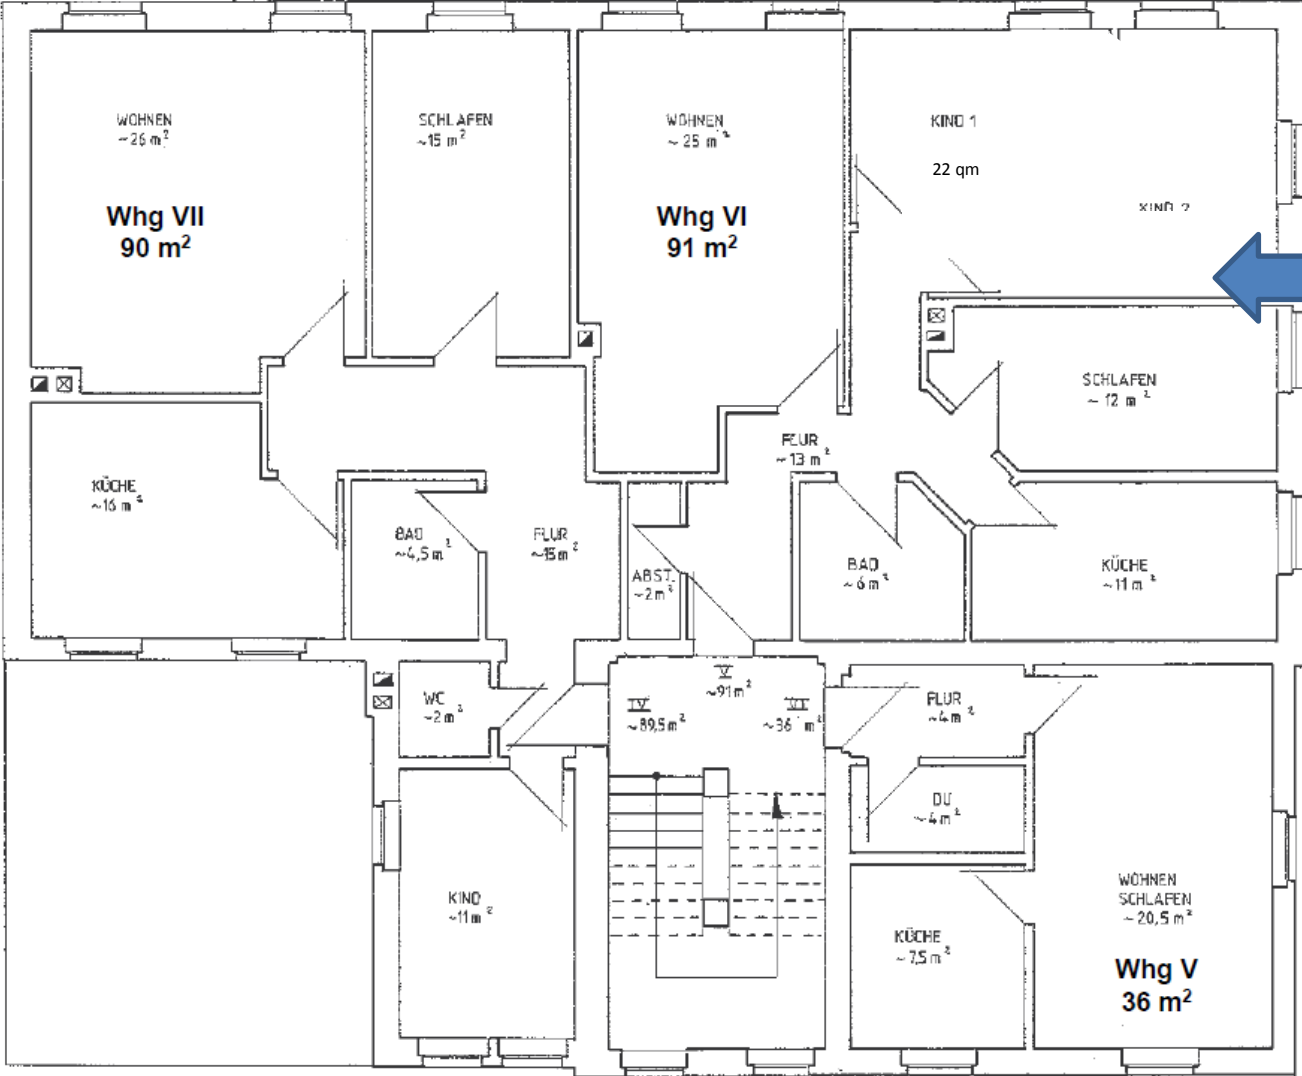 WOHNEN
~26 m²
Whg VII
90 m²
SCHLAFEN
~15 m²
WOHNEN
~25 m²
Whg VI
91 m²
KIND 1
22 qm
KIND 2
SCHLAFEN
~12 m²
FLUR
~13 m²
KÜCHE
~16 m²
BAD
~4,5 m²
FLUR
~15 m²
ABST.
~2 m²
BAD
~6 m²
KÜCHE
~11 m²
WC
~2 m²
IV
~89,5 m²
V
~91 m²
VI
~36 m²
FLUR
~4 m²
DU
~4 m²
KIND
~11 m²
KÜCHE
~7,5 m²
WOHNEN
SCHLAFEN
~20,5 m²
Whg V
36 m²